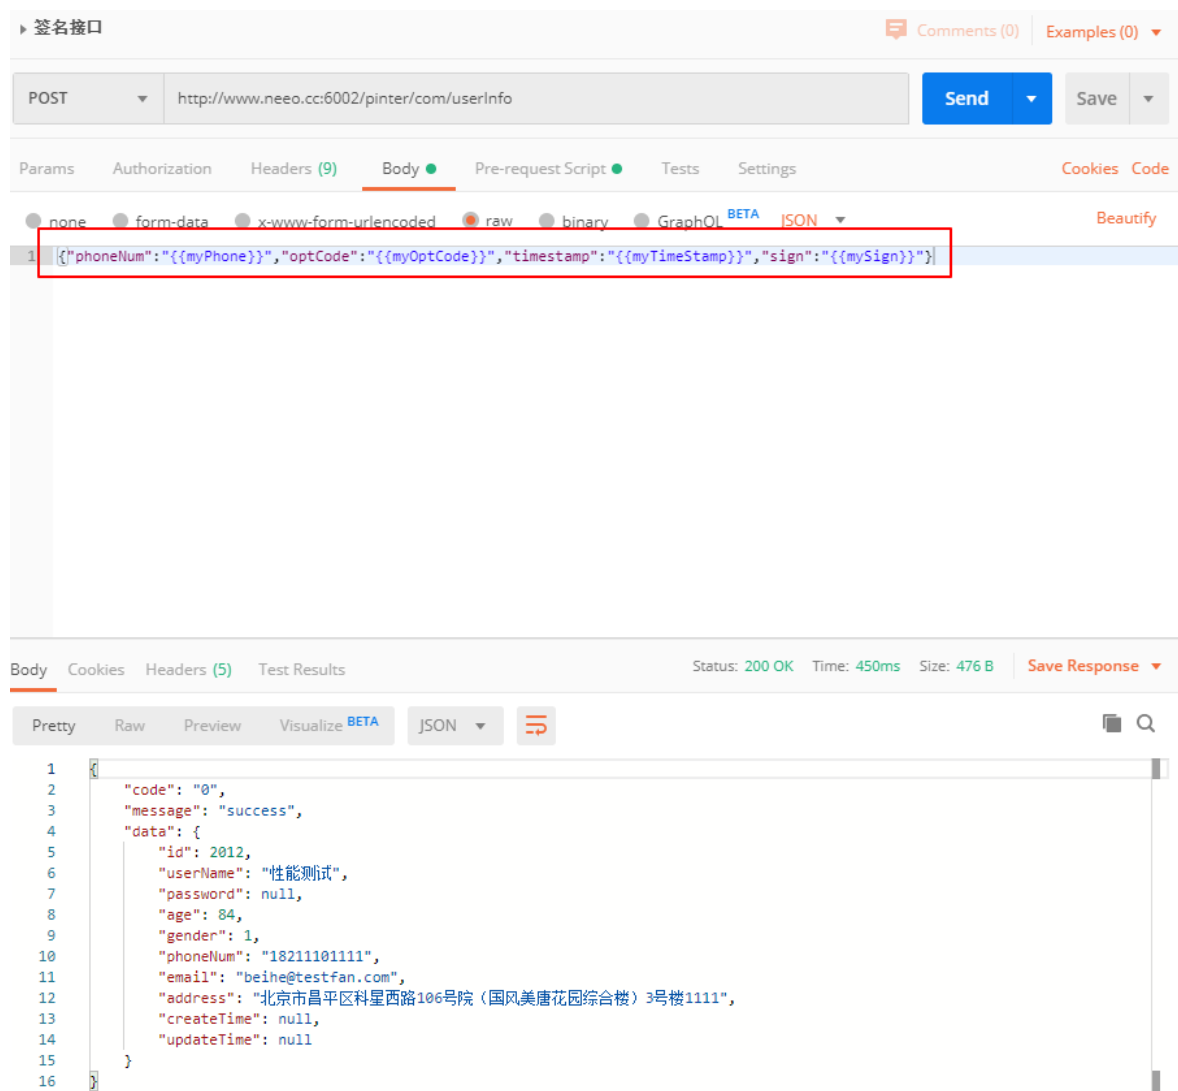 签名接口
Comments (0) Examples (0)
POST http://www.neeo.cc:6002/pinter/com/userInfo Send Save
Params Authorization Headers (9) Body Pre-request Script Tests Settings Cookies Code
none form-data x-www-form-urlencoded raw binary GraphQL BETA JSON Beautify
1 {"phoneNum":"{{myPhone}}","optCode":"{{myOptCode}}","timestamp":"{{myTimeStamp}}","sign":"{{mySign}}"}
Body Cookies Headers (5) Test Results Status: 200 OK Time: 450ms Size: 476 B Save Response
Pretty Raw Preview Visualize BETA JSON
1 {
2 "code": "0",
3 "message": "success",
4 "data": {
5 "id": 2012,
6 "userName": "性能测试",
7 "password": null,
8 "age": 84,
9 "gender": 1,
10 "phoneNum": "18211101111",
11 "email": "beihe@testfan.com",
12 "address": "北京市昌平区科星西路106号院（国风美唐花园综合楼）3号楼1111",
13 "createTime": null,
14 "updateTime": null
15 }
16 }